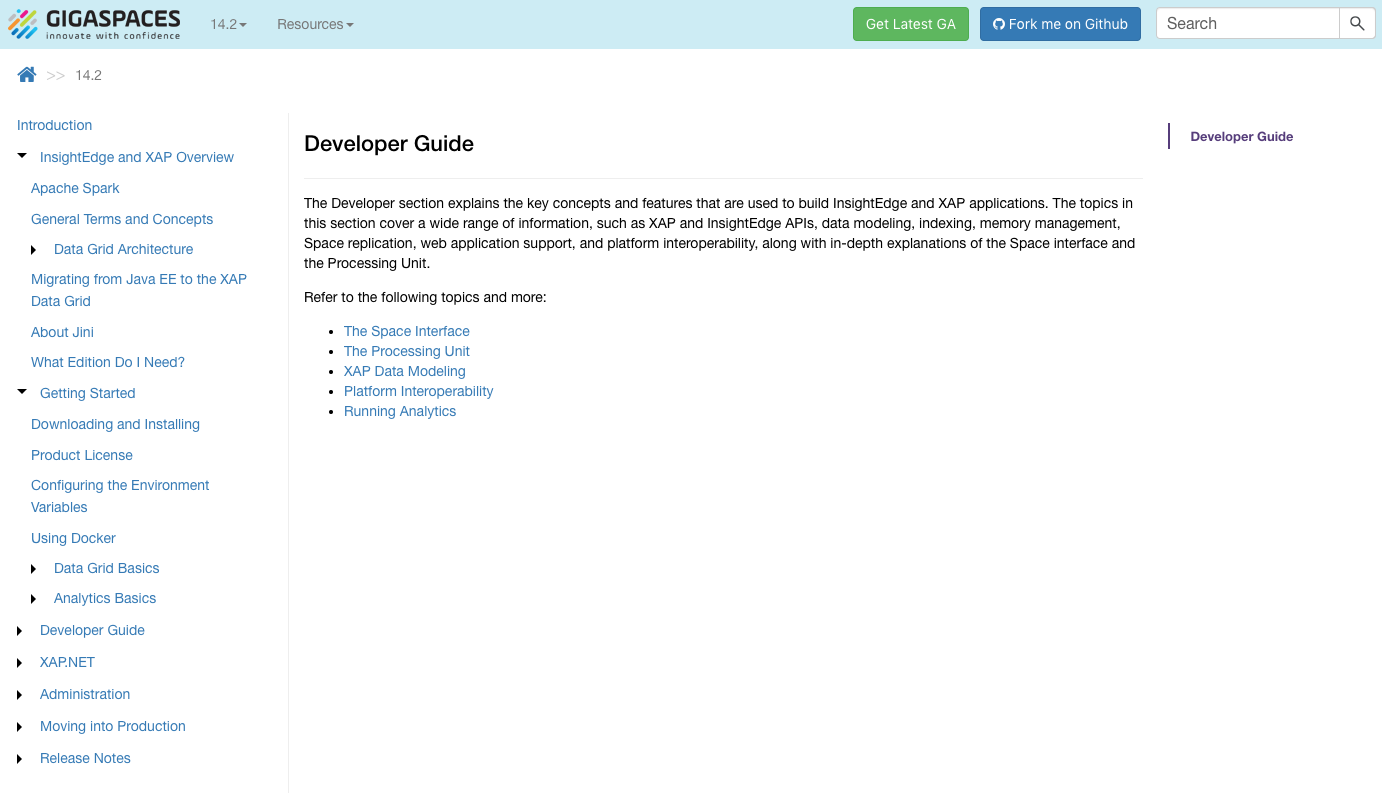 GIGASPACES
innovate with confidence
14.2
Resources
Get Latest GA
Fork me on Github
Search
>> 14.2
Introduction
InsightEdge and XAP Overview
Apache Spark
General Terms and Concepts
Data Grid Architecture
Migrating from Java EE to the XAP
Data Grid
About Jini
What Edition Do I Need?
Getting Started
Downloading and Installing
Product License
Configuring the Environment
Variables
Using Docker
Data Grid Basics
Analytics Basics
Developer Guide
XAP.NET
Administration
Moving into Production
Release Notes
Developer Guide
The Developer section explains the key concepts and features that are used to build InsightEdge and XAP applications. The topics in
this section cover a wide range of information, such as XAP and InsightEdge APIs, data modeling, indexing, memory management,
Space replication, web application support, and platform interoperability, along with in-depth explanations of the Space interface and
the Processing Unit.
Refer to the following topics and more:
• The Space Interface
• The Processing Unit
• XAP Data Modeling
• Platform Interoperability
• Running Analytics
Developer Guide